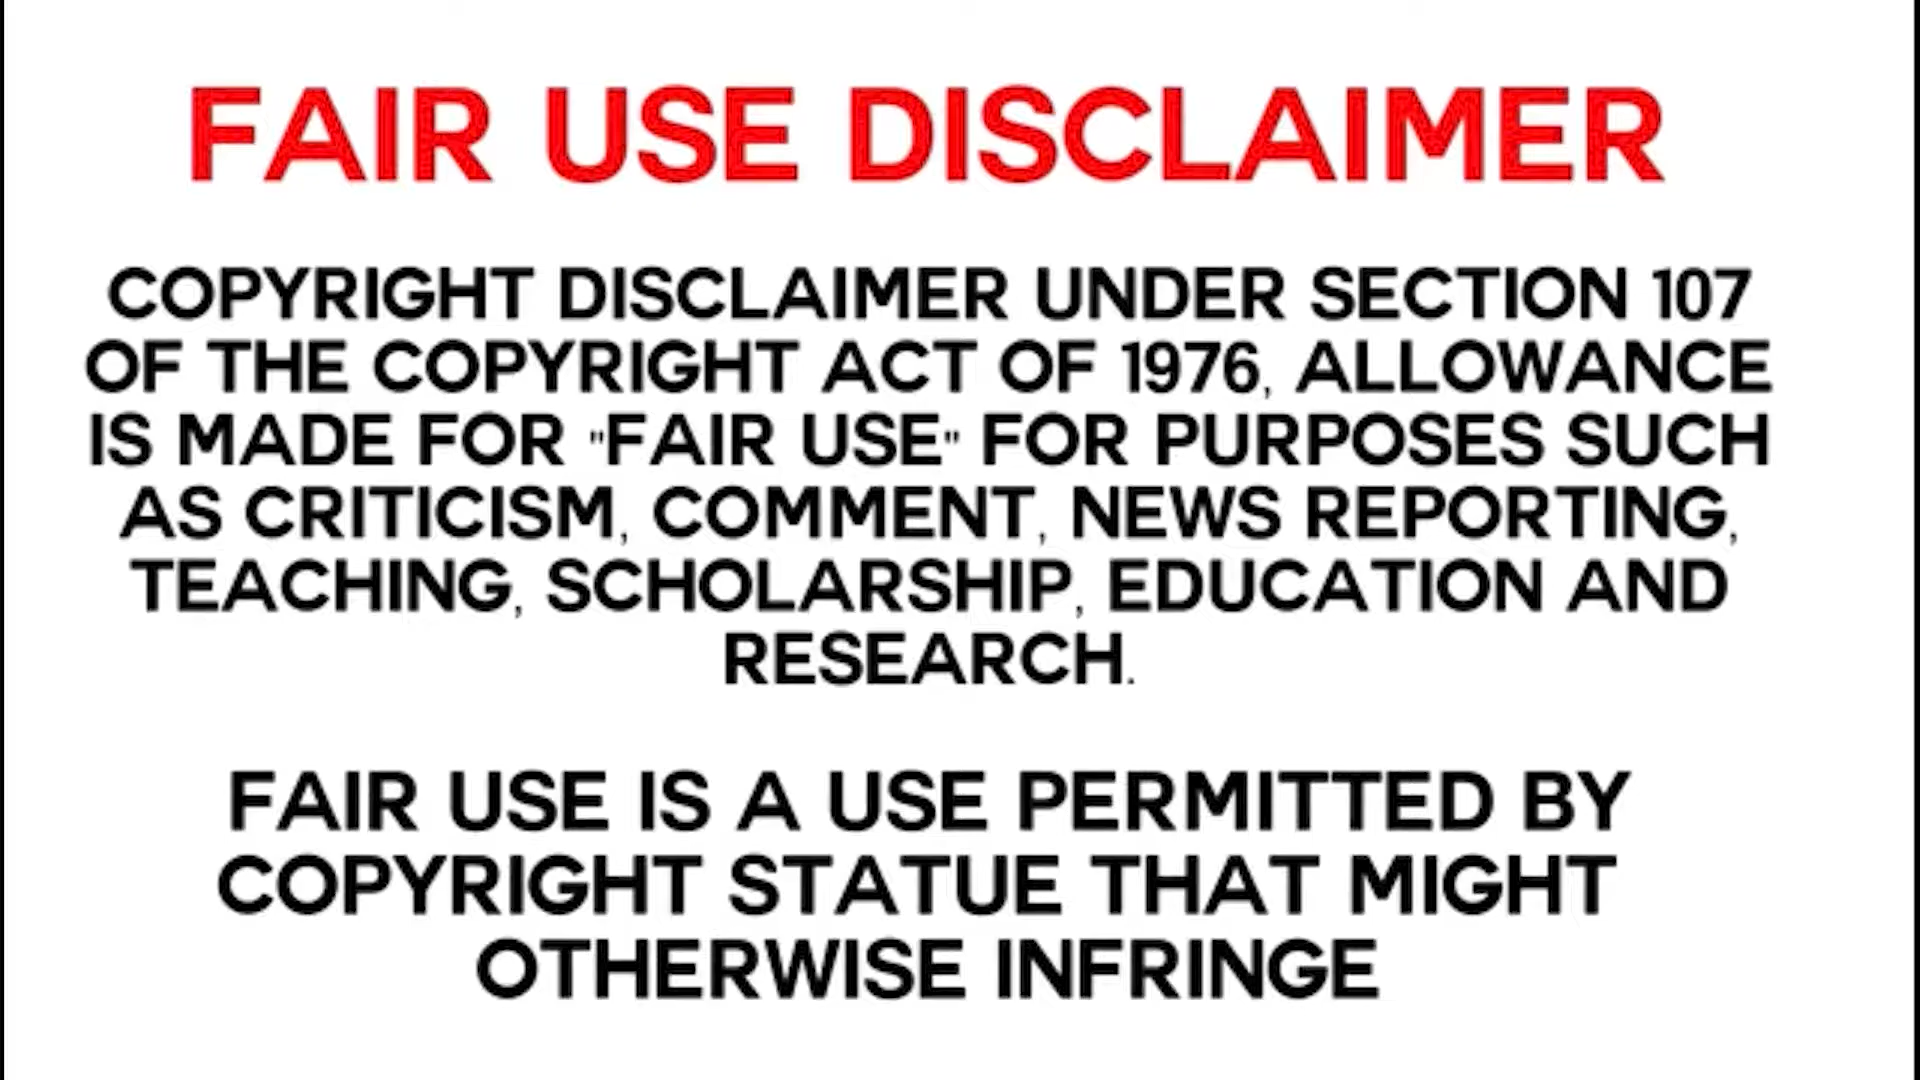 FAIR USE DISCLAIMER
COPYRIGHT DISCLAIMER UNDER SECTION 107
OF THE COPYRIGHT ACT OF 1976, ALLOWANCE
IS MADE FOR "FAIR USE" FOR PURPOSES SUCH
AS CRITICISM, COMMENT, NEWS REPORTING,
TEACHING, SCHOLARSHIP, EDUCATION AND
RESEARCH.
FAIR USE IS A USE PERMITTED BY
COPYRIGHT STATUE THAT MIGHT
OTHERWISE INFRINGE